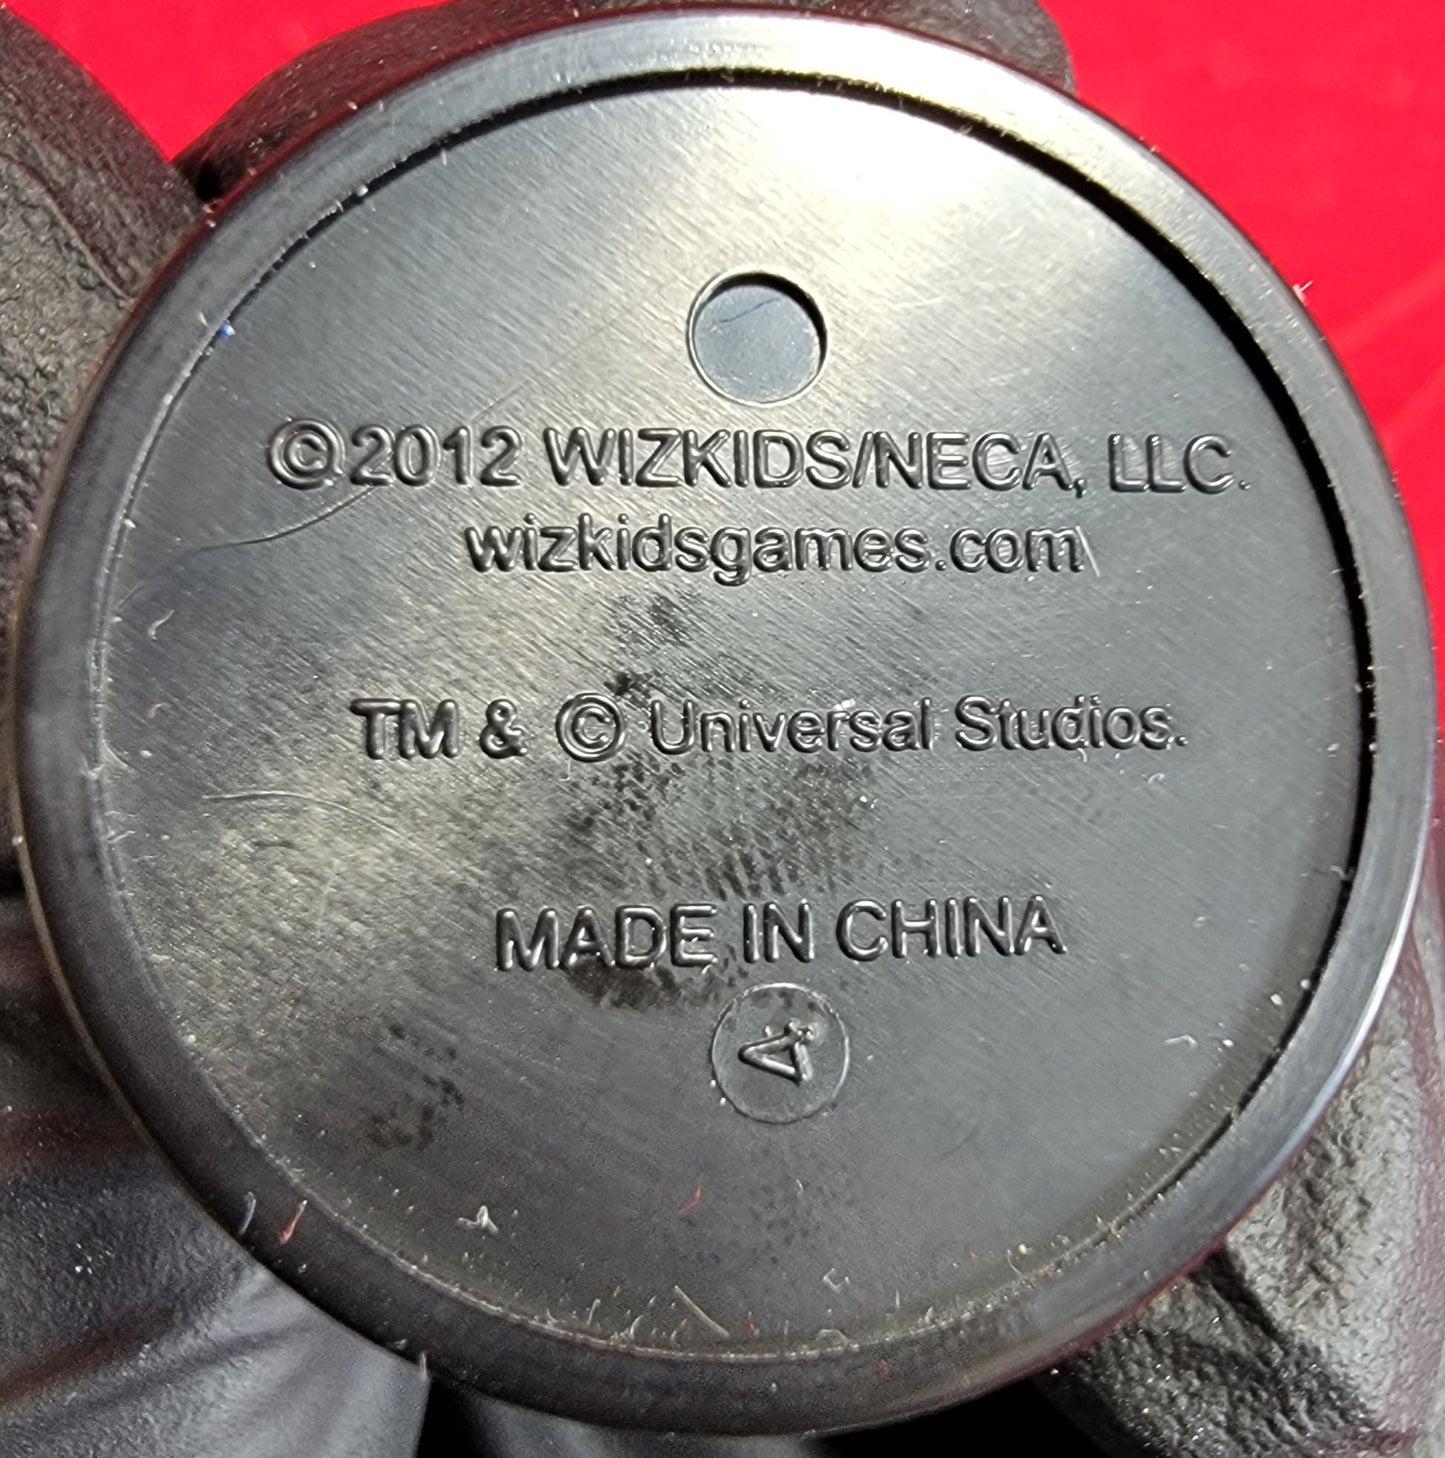 ©2012 WIZKIDS/NECA, LLC.
wizkidsgames.com
TM & © Universal Studios.
MADE IN CHINA
4